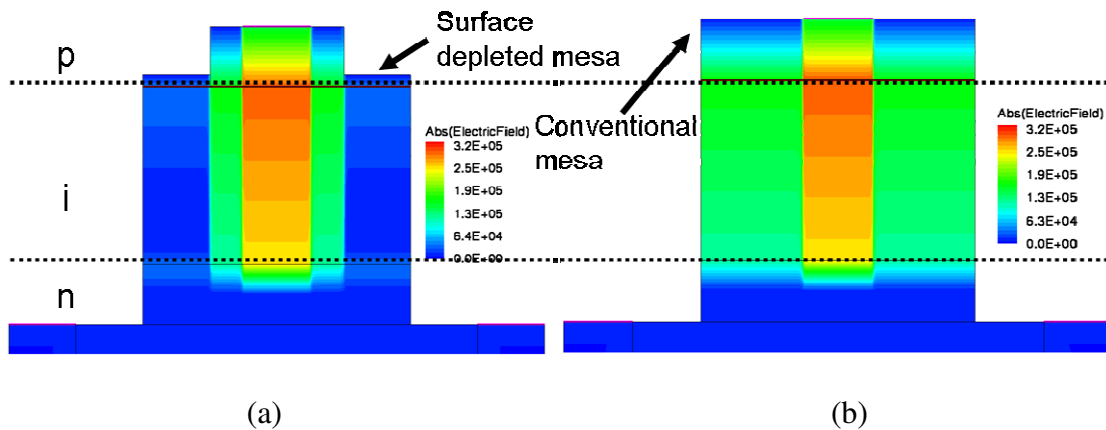 Surface
depleted mesa
p
i
n
Abs(ElectricField)
3.2E+05
2.5E+05
1.9E+05
1.3E+05
6.4E+04
0.0E+00
Conventional
mesa
Abs(ElectricField)
3.2E+05
2.5E+05
1.9E+05
1.3E+05
6.4E+04
0.0E+00
(a)
(b)